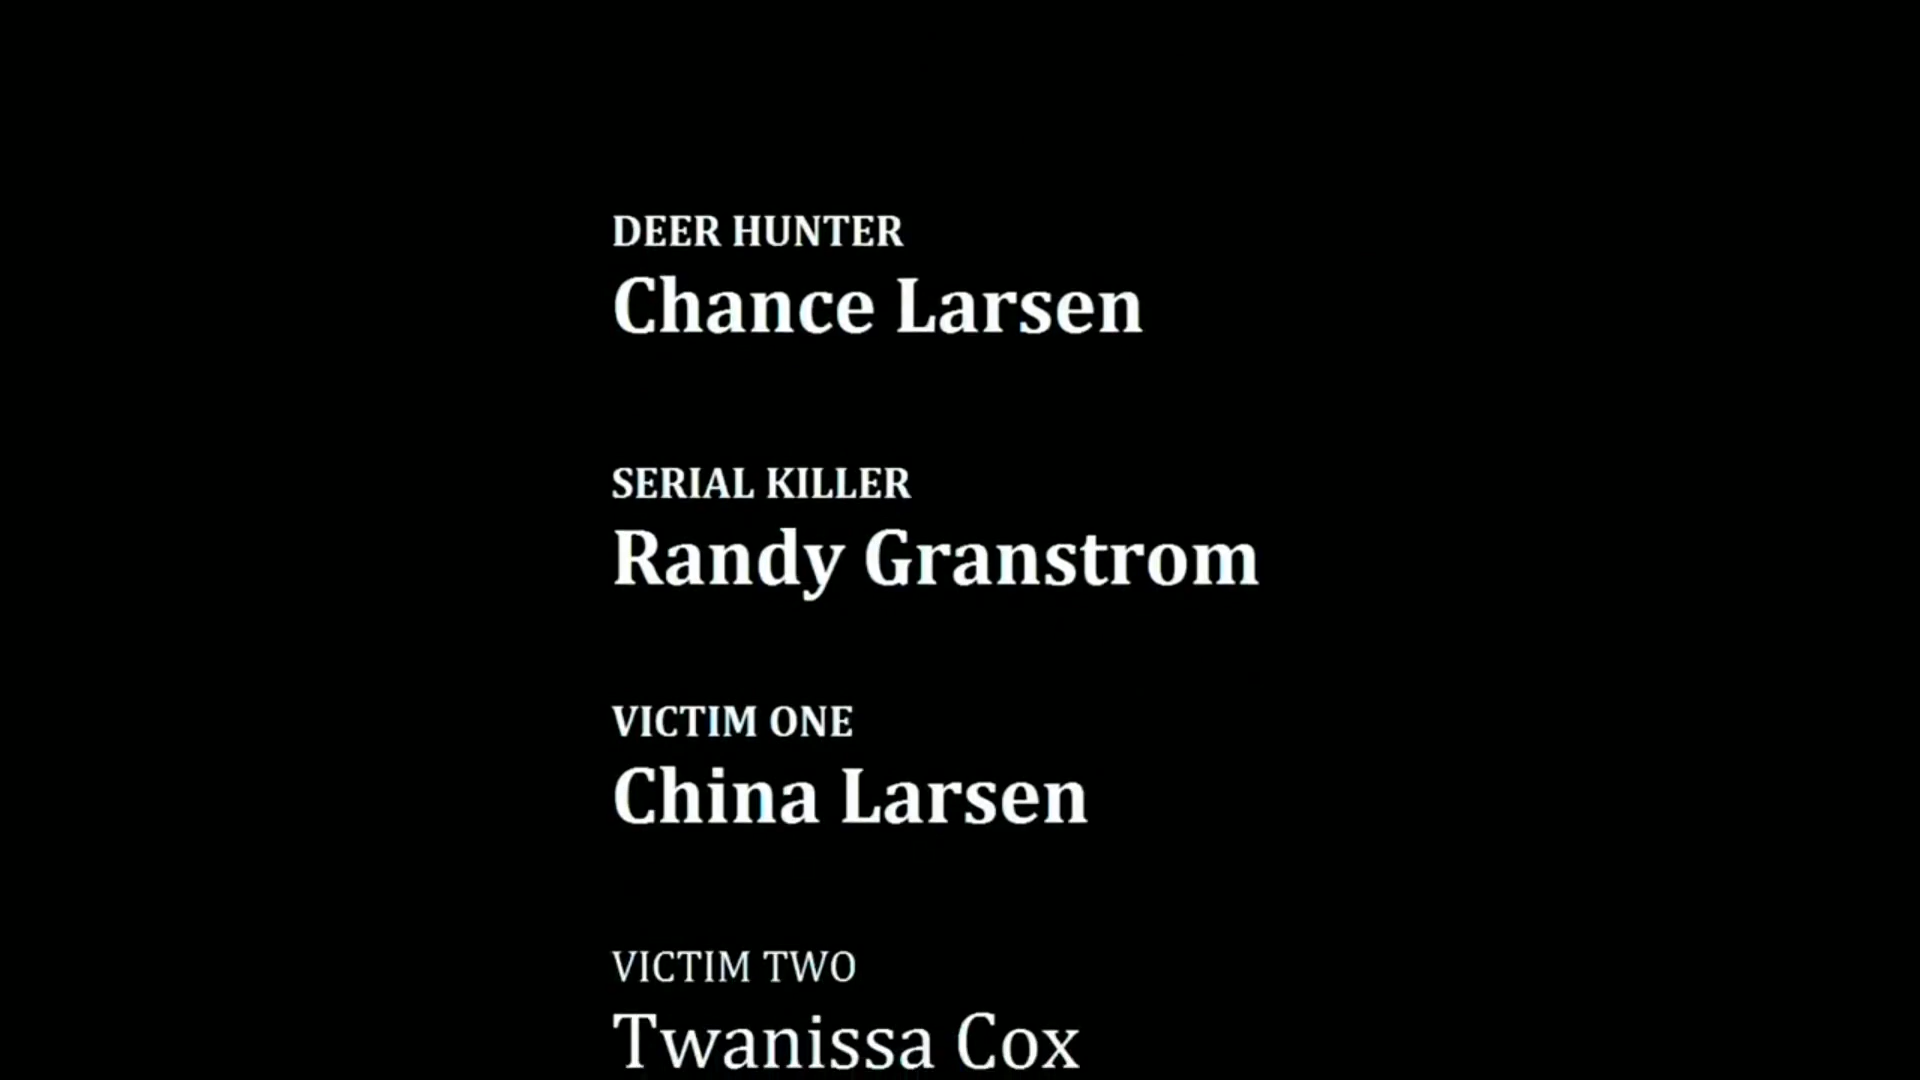 DEER HUNTER
Chance Larsen
SERIAL KILLER
Randy Granstrom
VICTIM ONE
China Larsen
VICTIM TWO
Twanissa Cox